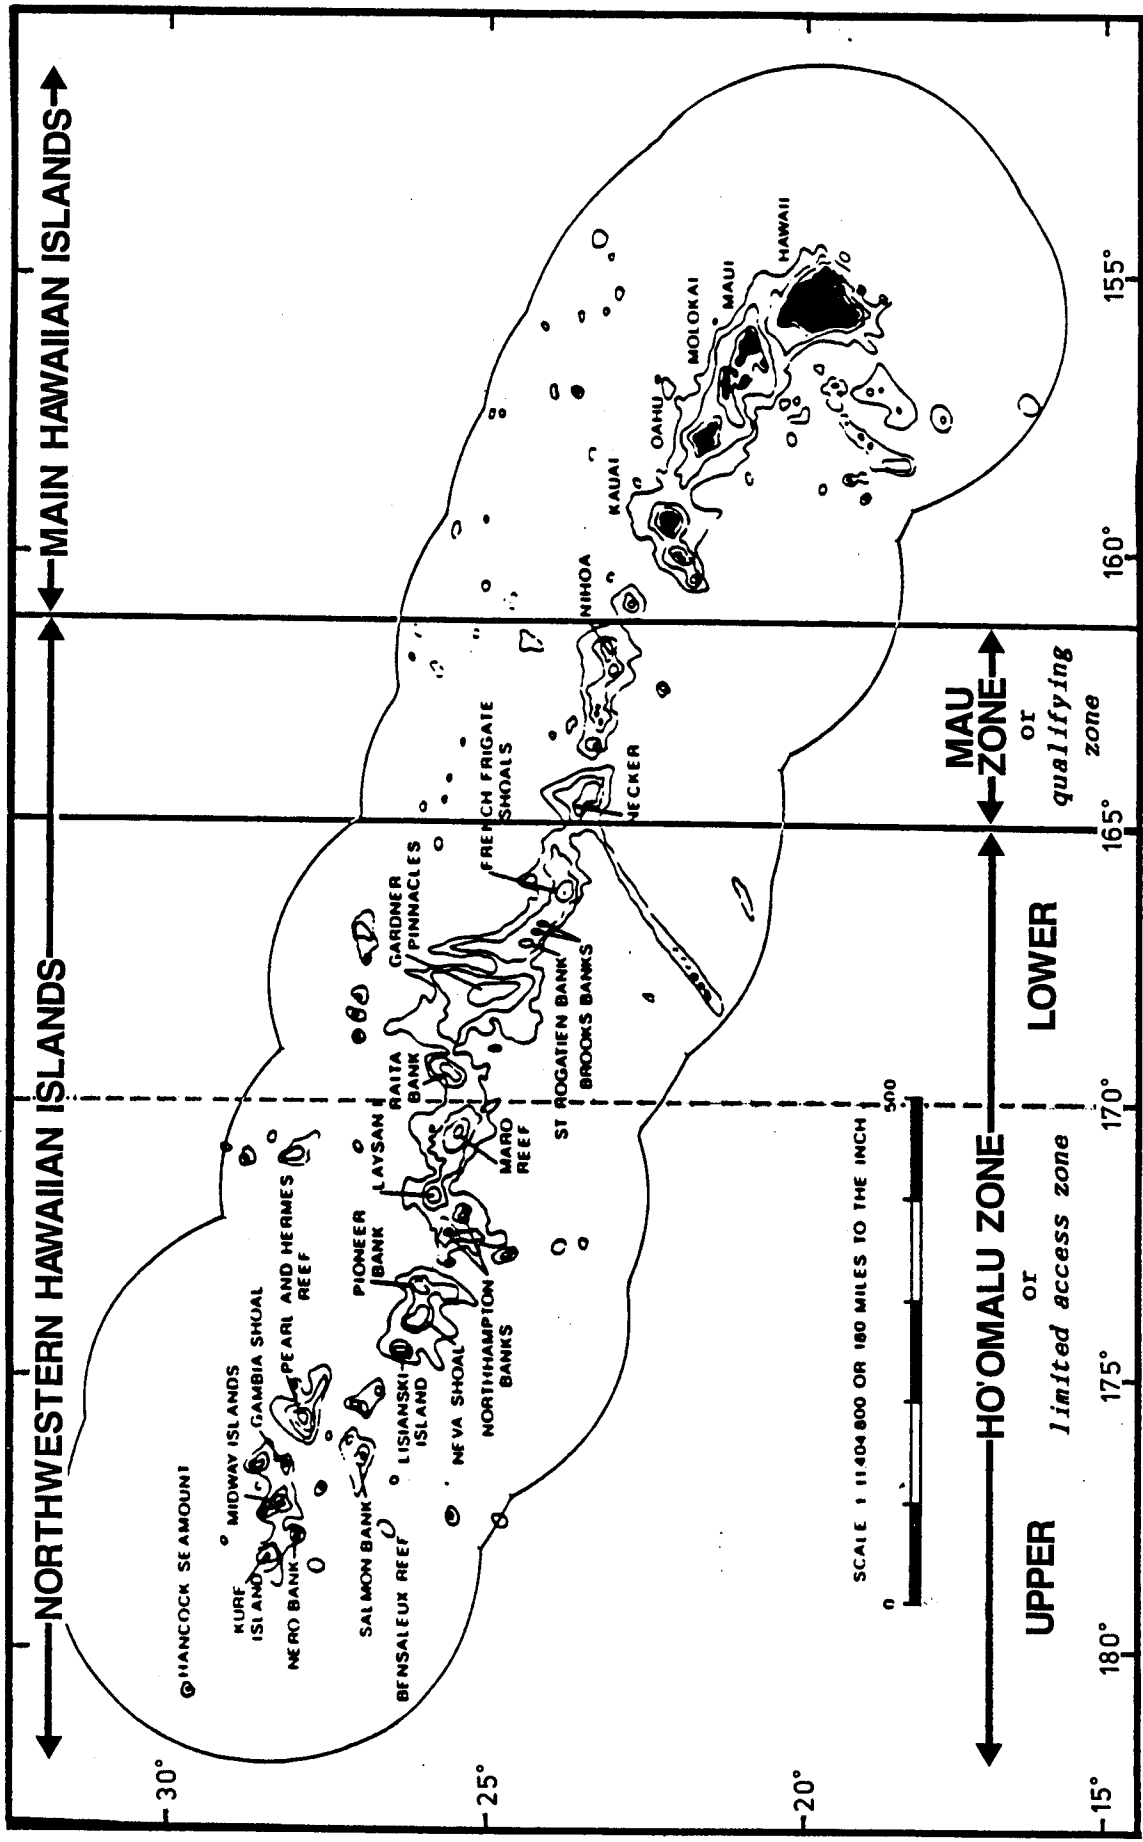 NORTHWESTERN HAWAIIAN ISLANDS
MAIN HAWAIIAN ISLANDS
30°
25°
20°
15°
HANCOCK SEAMOUNT
MIDWAY ISLANDS
GAMBIA SHOAL
PEARL AND HERMES
REEF
KURE
ISLAND
NERO BANK
SALMON BANK
BENSALEUX REEF
PIONEER
BANK
LAYSAN
RAITA
BANK
GARDNER
PINNACLES
FRENCH FRIGATE
SHOALS
LISIANSKI
ISLAND
NEVA SHOAL
NORTHHAMPTON
BANKS
MARO
REEF
ST ROGATIEN BANK
BROOKS BANKS
NECKER
NIHOA
KAUAI
OAHU
MOLOKAI
MAUI
HAWAII
SCALE 1 11 404 800 OR 180 MILES TO THE INCH
0
500
HO'OMALU ZONE
or
limited access zone
UPPER
LOWER
MAU
ZONE
or
qualifying
zone
180°
175°
170°
165°
160°
155°